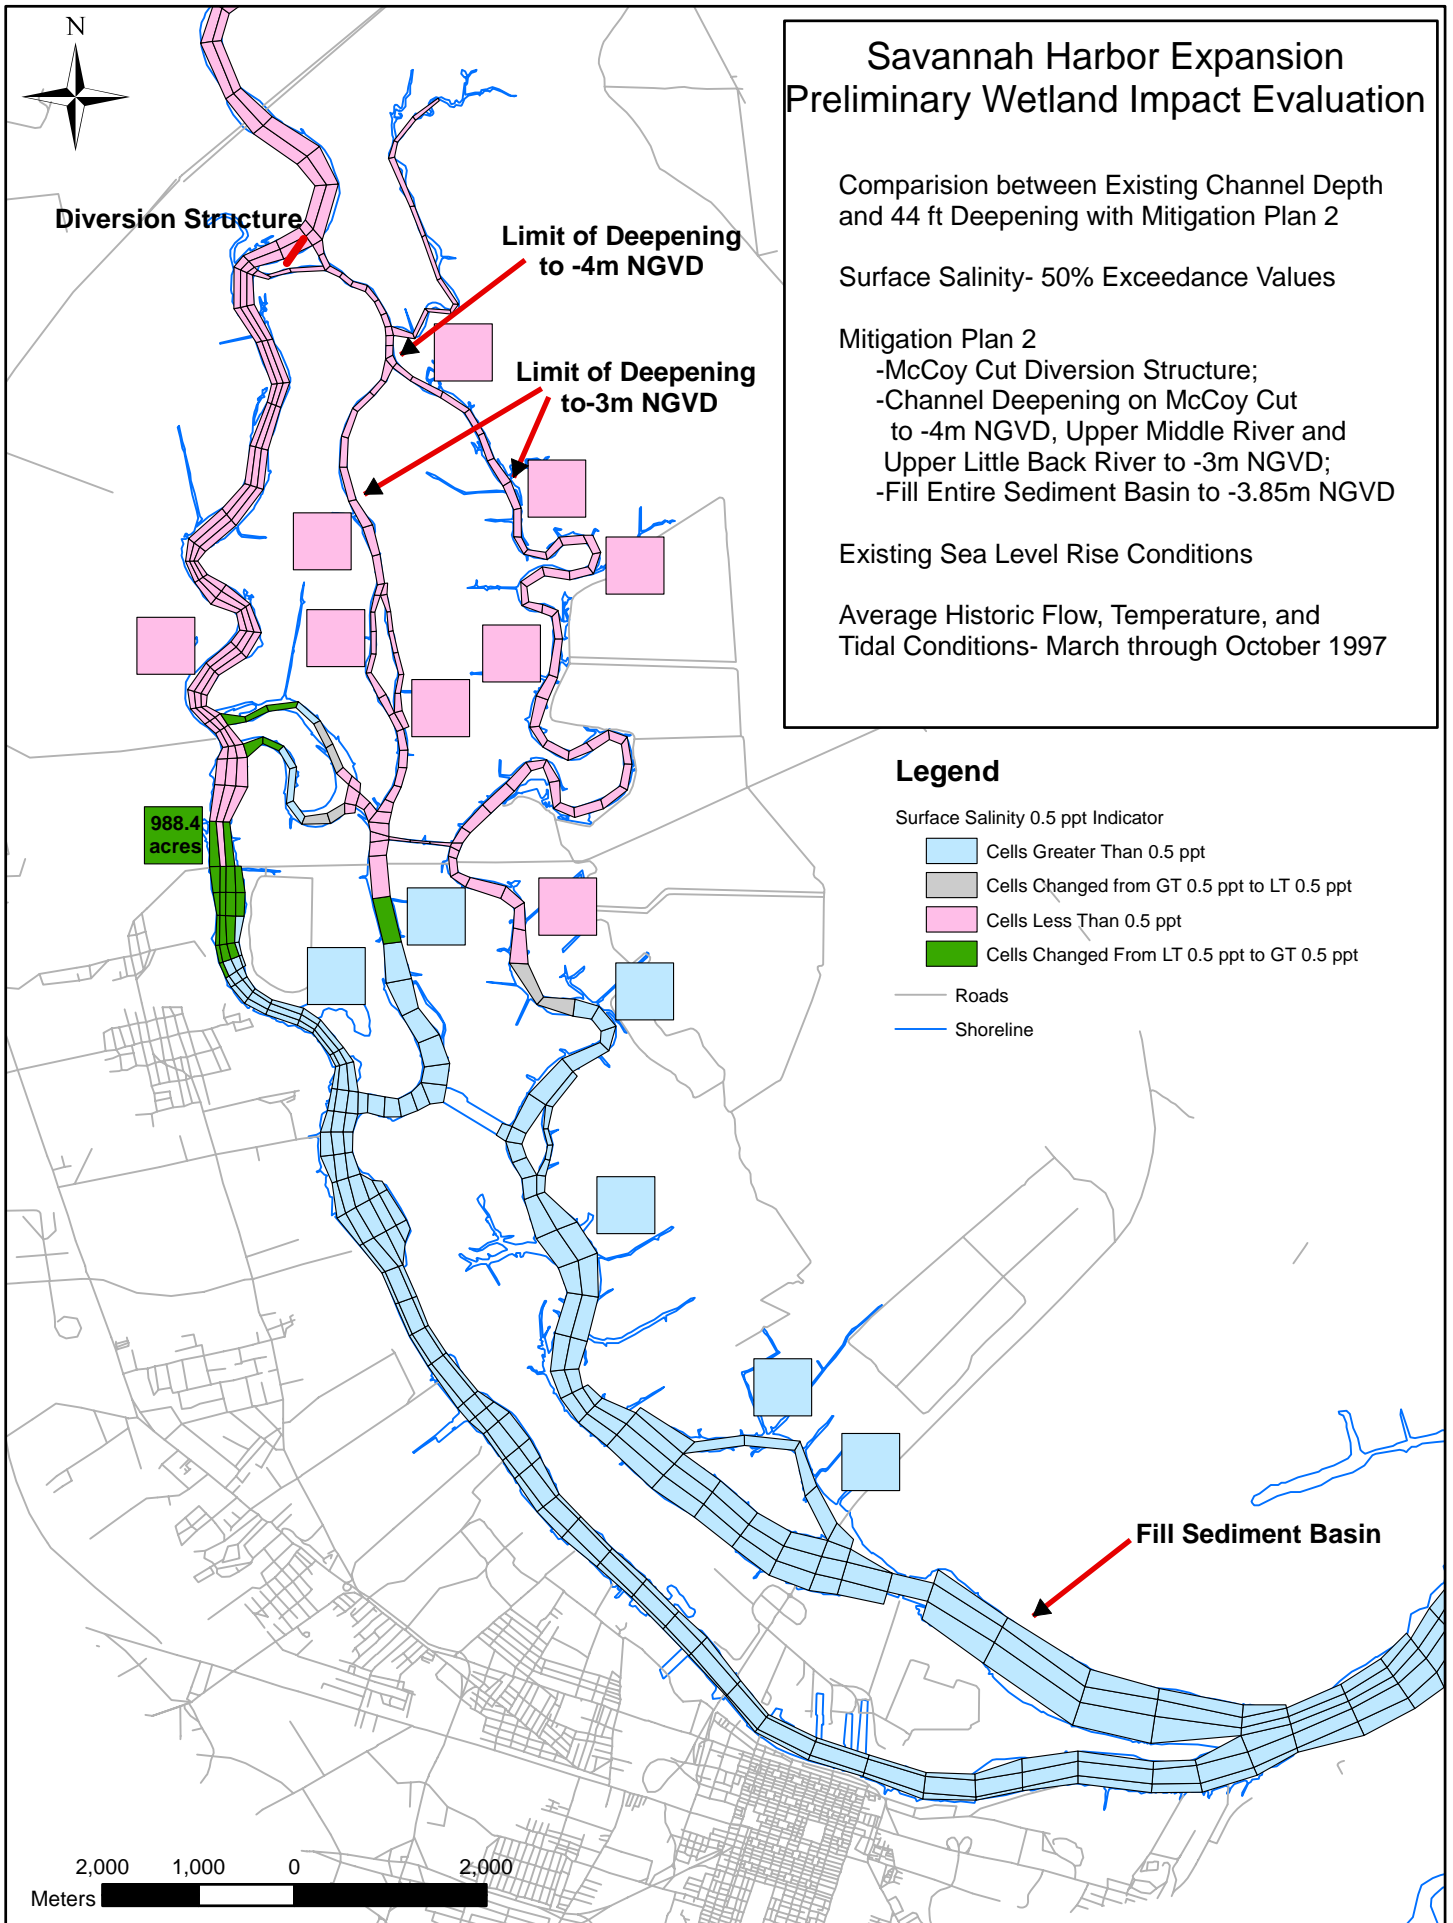 N
Savannah Harbor Expansion
Preliminary Wetland Impact Evaluation
Comparision between Existing Channel Depth
and 44 ft Deepening with Mitigation Plan 2
Surface Salinity- 50% Exceedance Values
Mitigation Plan 2
-McCoy Cut Diversion Structure;
-Channel Deepening on McCoy Cut
to -4m NGVD, Upper Middle River and
Upper Little Back River to -3m NGVD;
-Fill Entire Sediment Basin to -3.85m NGVD
Existing Sea Level Rise Conditions
Average Historic Flow, Temperature, and
Tidal Conditions- March through October 1997
Diversion Structure
Limit of Deepening
to -4m NGVD
Limit of Deepening
to-3m NGVD
988.4
acres
Legend
Surface Salinity 0.5 ppt Indicator
Cells Greater Than 0.5 ppt
Cells Changed from GT 0.5 ppt to LT 0.5 ppt
Cells Less Than 0.5 ppt
Cells Changed From LT 0.5 ppt to GT 0.5 ppt
Roads
Shoreline
Fill Sediment Basin
2,000 1,000 0 2,000
Meters